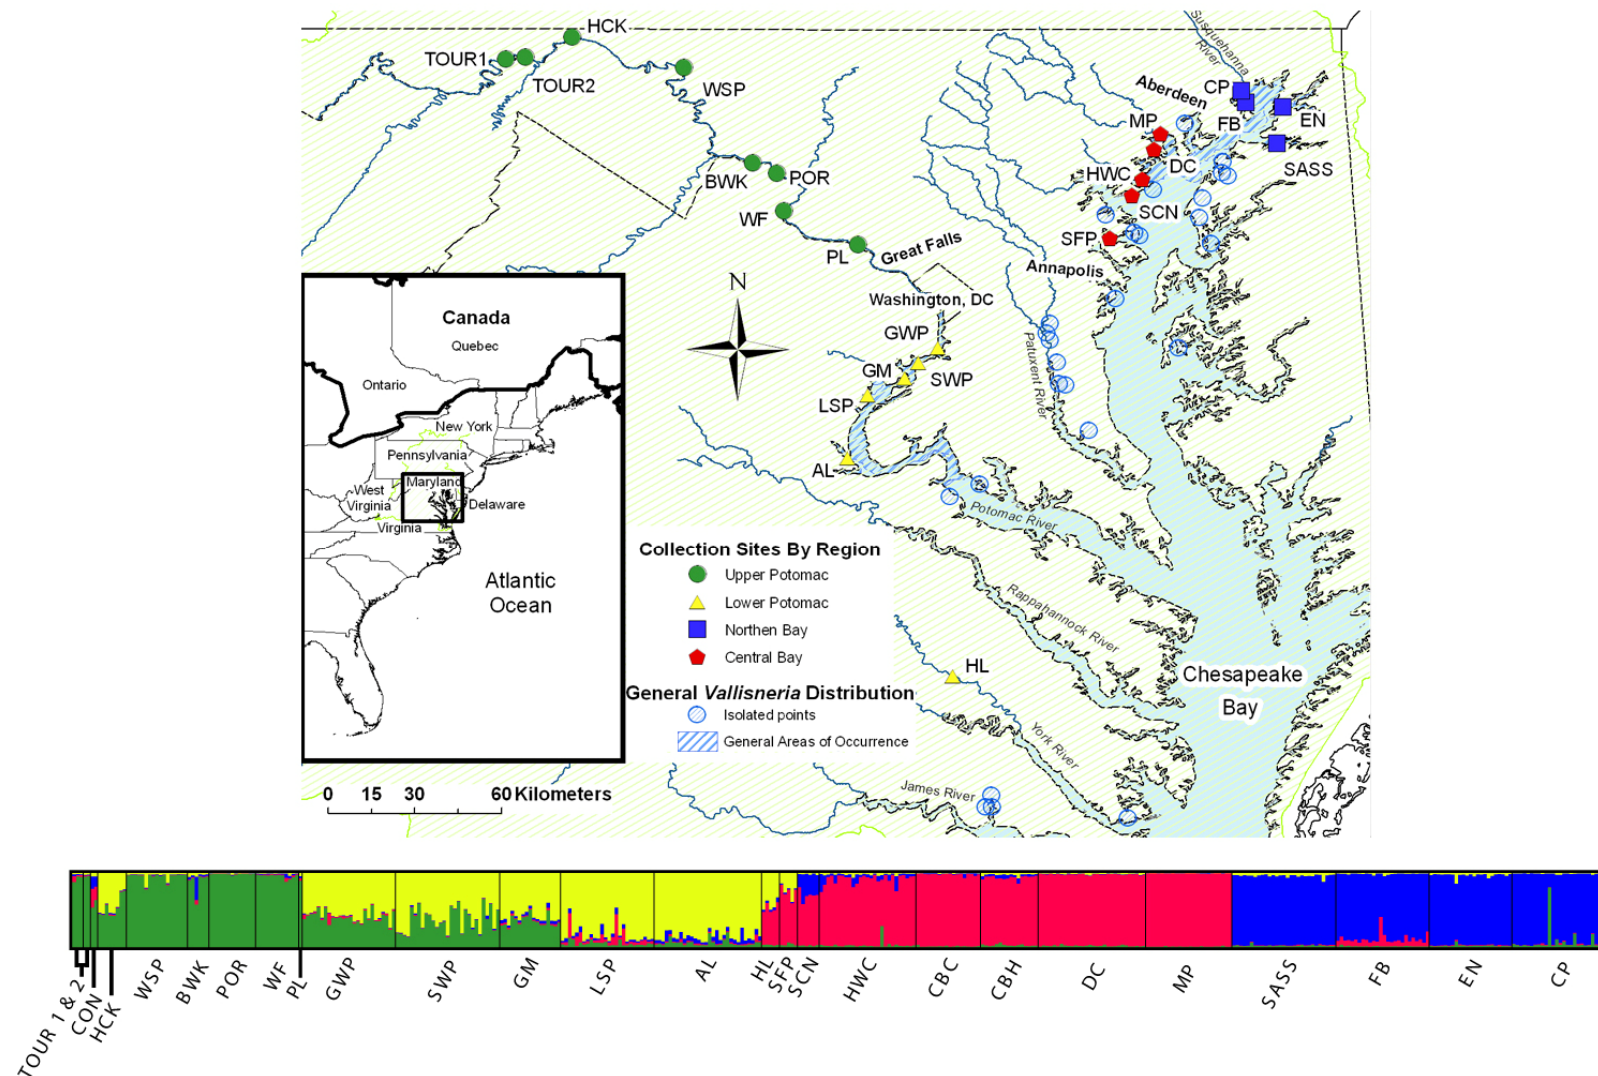 HCK
TOUR1
TOUR2
WSP
BWK
POR
WF
PL
Great Falls
Washington, DC
GWP
GM
SWP
LSP
AL
Susquehanna
River
Aberdeen
CP
MP
FB
EN
DC
HWC
SASS
SCN
SFP
Annapolis
Patuxent River
Potomac River
Rappahannock River
HL
York River
James River
Chesapeake
Bay
N
Canada
Quebec
Ontario
New York
Pennsylvania
Maryland
West
Virginia
Delaware
Virginia
Atlantic
Ocean
Collection Sites By Region
Upper Potomac
Lower Potomac
Northen Bay
Central Bay
General Vallisneria Distribution
Isolated points
General Areas of Occurrence
0 15 30 60 Kilometers
TOUR 1 & 2
CON
HCK
WSP
BWK
POR
WF
PL
GWP
SWP
GM
LSP
AL
HL
SFP
SCN
HWC
CBC
CBH
DC
MP
SASS
FB
EN
CP